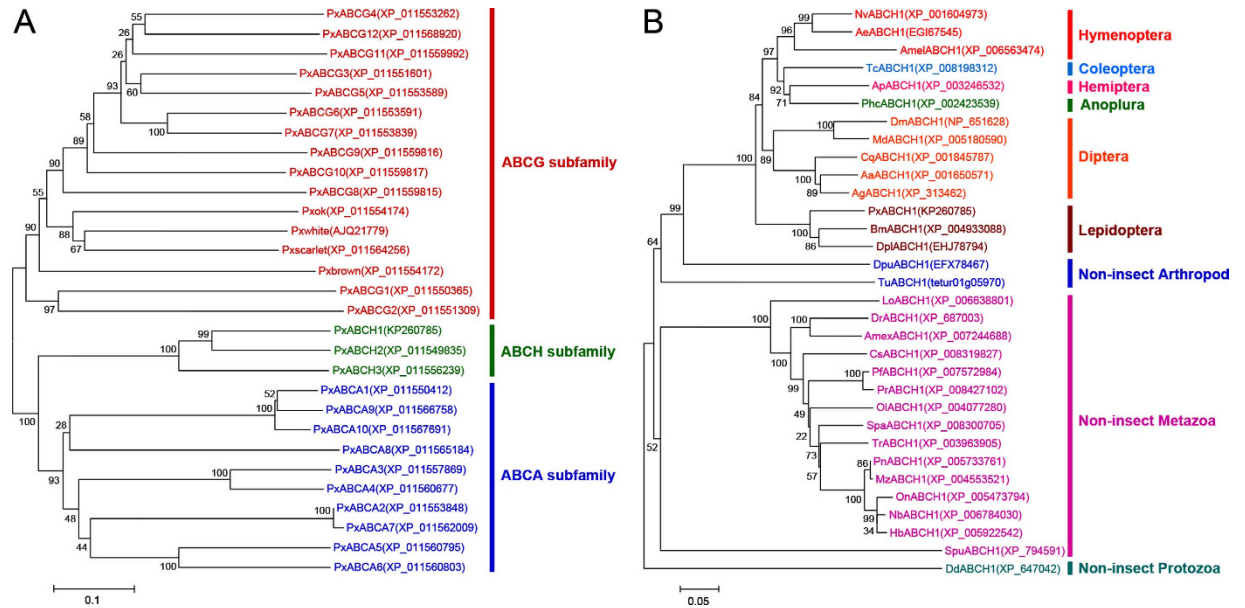 A
PxABCG4(XP_011553262)
PxABCG12(XP_011568920)
PxABCG11(XP_011559992)
PxABCG3(XP_011551601)
PxABCG5(XP_011553589)
PxABCG6(XP_011553591)
PxABCG7(XP_011553839)
PxABCG9(XP_011559816)
PxABCG10(XP_011559817)
PxABCG8(XP_011559815)
Pxok(XP_011554174)
Pxwhite(AJQ21779)
Pxscarlet(XP_011564256)
Pxbrown(XP_011554172)
PxABCG1(XP_011550365)
PxABCG2(XP_011551309)
PxABCH1(KP260785)
PxABCH2(XP_011549835)
PxABCH3(XP_011556239)
PxABCA1(XP_011550412)
PxABCA9(XP_011566758)
PxABCA10(XP_011567691)
PxABCA8(XP_011565184)
PxABCA3(XP_011557869)
PxABCA4(XP_011560677)
PxABCA2(XP_011553848)
PxABCA7(XP_011562009)
PxABCA5(XP_011560795)
PxABCA6(XP_011560803)
55
26
26
60
93
100
58
89
90
55
88
67
90
97
99
100
52
100
28
100
100
93
48
100
44
100
ABCG subfamily
ABCH subfamily
ABCA subfamily
0.1
B
NvABCH1(XP_001604973)
AeABCH1(EGI67545)
AmelABCH1(XP_006563474)
TcABCH1(XP_008198312)
ApABCH1(XP_003246532)
PhcABCH1(XP_002423539)
DmABCH1(NP_651628)
MdABCH1(XP_005180590)
CqABCH1(XP_001845787)
AaABCH1(XP_001650571)
AgABCH1(XP_313462)
PxABCH1(KP260785)
BmABCH1(XP_004933088)
DplABCH1(EHJ78794)
DpuABCH1(EFX78467)
TuABCH1(tetur01g05970)
LoABCH1(XP_006638801)
DrABCH1(XP_687003)
AmexABCH1(XP_007244688)
CsABCH1(XP_008319827)
PfABCH1(XP_007572984)
PrABCH1(XP_008427102)
OlABCH1(XP_004077280)
SpaABCH1(XP_008300705)
TrABCH1(XP_003963905)
PnABCH1(XP_005733761)
MzABCH1(XP_004553521)
OnABCH1(XP_005473794)
NbABCH1(XP_006784030)
HbABCH1(XP_005922542)
SpuABCH1(XP_794591)
DdABCH1(XP_647042)
99
97
92
71
84
100
89
100
89
100
100
86
99
64
100
100
100
99
100
49
22
73
57
86
100
99
34
52
Hymenoptera
Coleoptera
Hemiptera
Anoplura
Diptera
Lepidoptera
Non-insect Arthropod
Non-insect Metazoa
Non-insect Protozoa
0.05